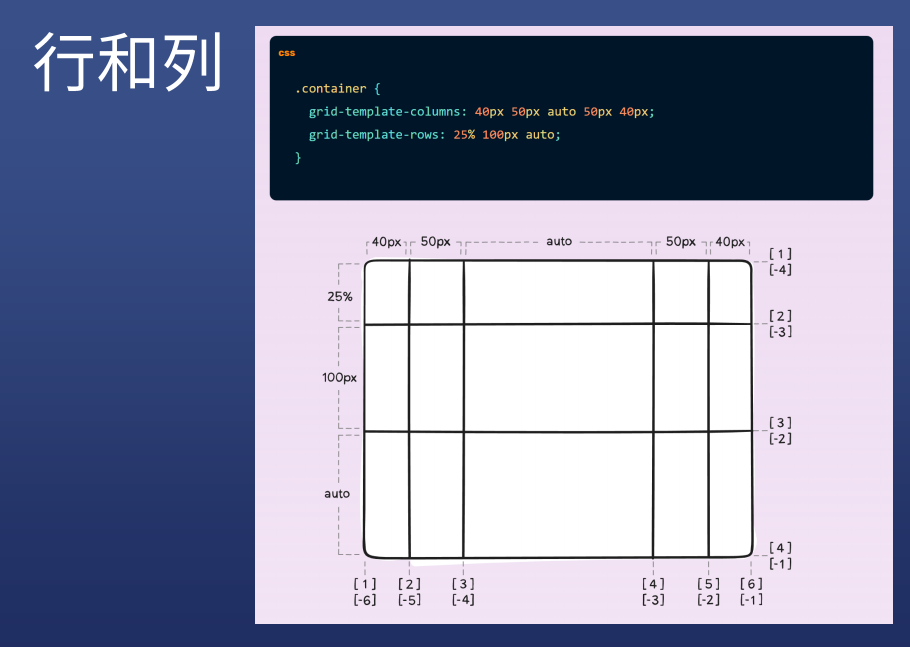 行和列
css
.container {
grid-template-columns: 40px 50px auto 50px 40px;
grid-template-rows: 25% 100px auto;
}
40px 50px auto 50px 40px
[1]
[-4]
25%
[2]
[-3]
100px
[3]
[-2]
auto
[4]
[-1]
[1] [2] [3] [4] [5] [6]
[-6] [-5] [-4] [-3] [-2] [-1]